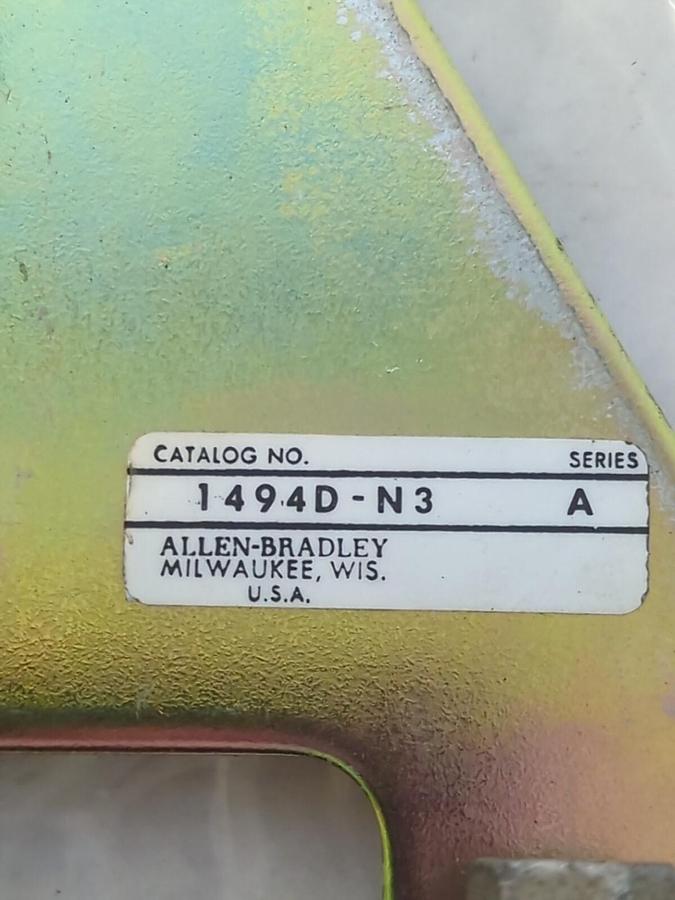 CATALOG NO. SERIES
1494D-N3 A
ALLEN-BRADLEY
MILWAUKEE, WIS.
U.S.A.